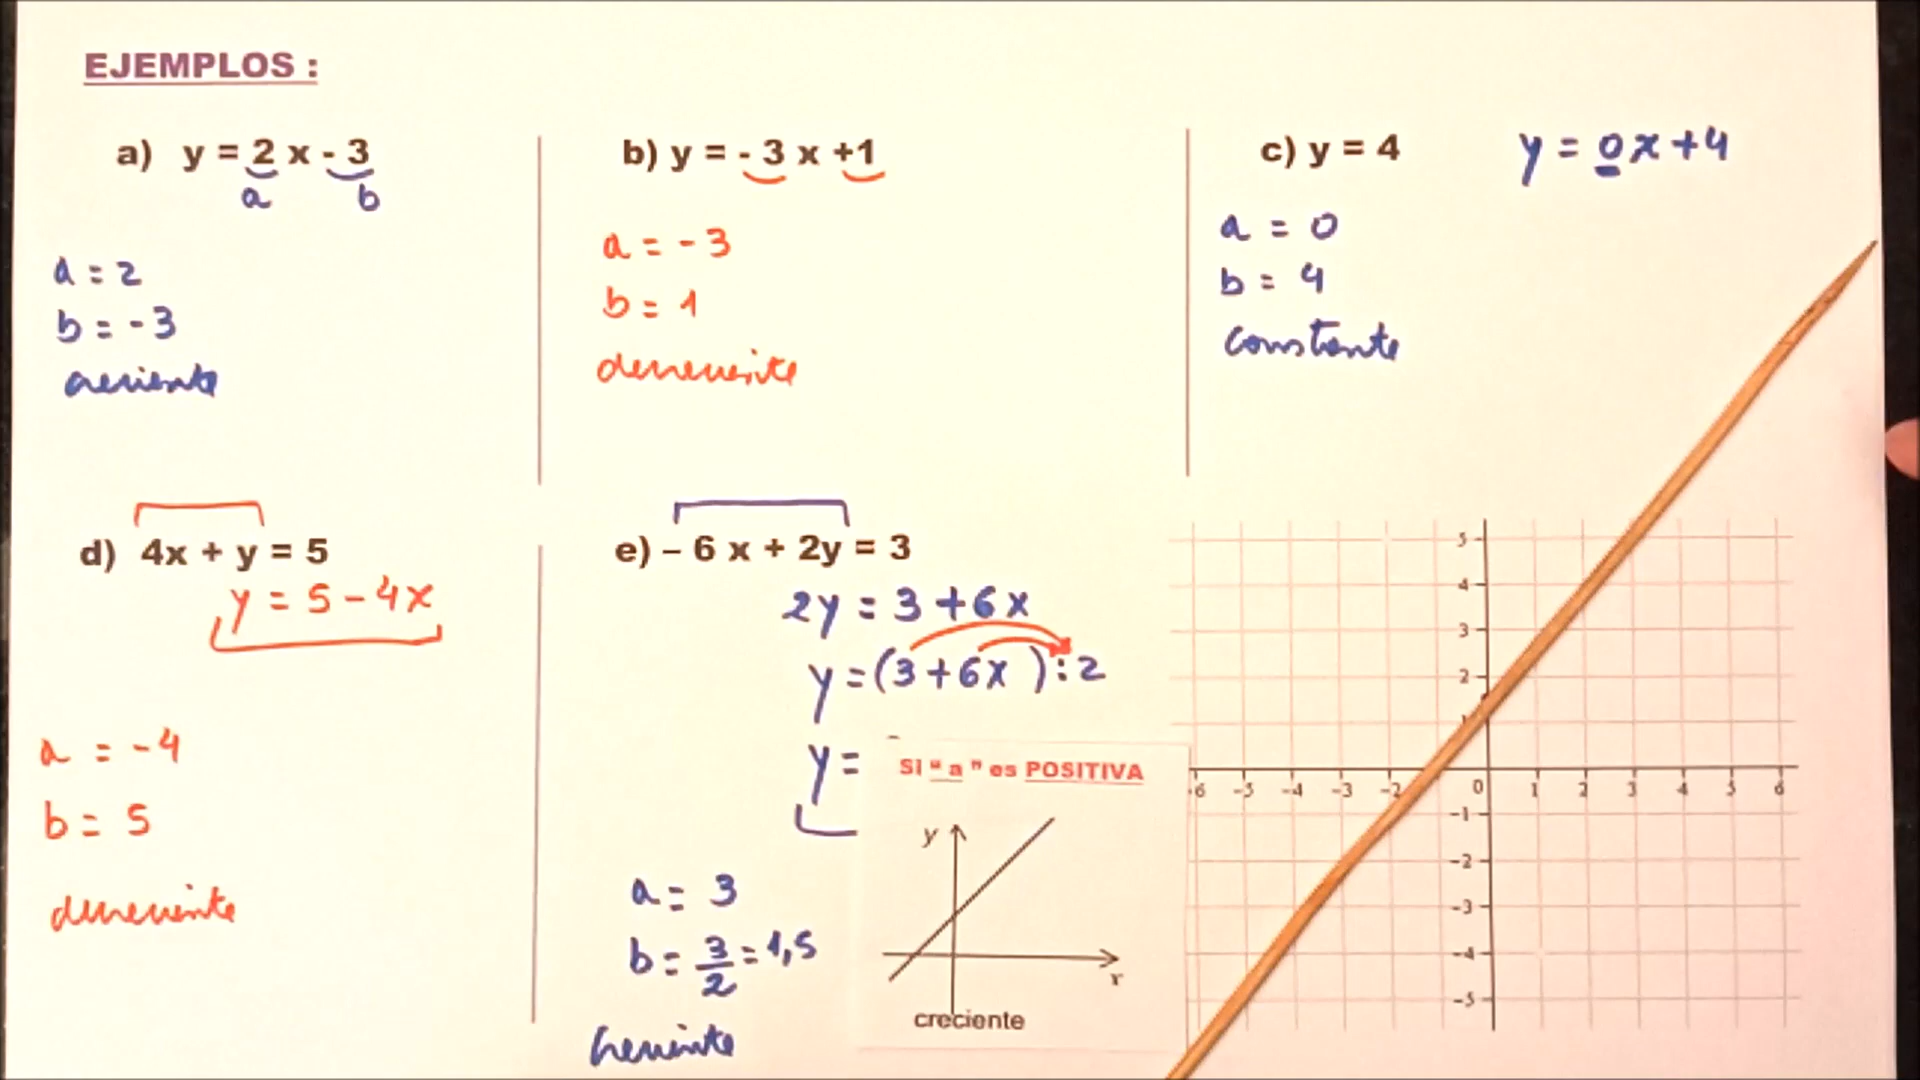 EJEMPLOS :
a) y = 2 x - 3
a b
a = 2
b = -3
creciente
b) y = - 3 x +1
a = -3
b = 1
decreciente
c) y = 4
y = 0x+4
a = 0
b = 4
constante
d) 4x + y = 5
y = 5 - 4x
a = -4
b = 5
decreciente
e) – 6 x + 2y = 3
2y = 3 + 6x
y = (3+6x) : 2
y =
a = 3
b = 3/2 = 1,5
creciente
SI “ a ” es POSITIVA
y
x
creciente
5
4
3
2
1
-6 -5 -4 -3 -2 0 1 2 3 4 5 6
-1
-2
-3
-4
-5